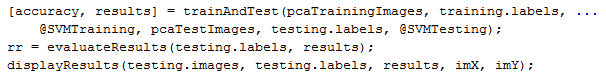 [accuracy, results] = trainAndTest(pcaTrainingImages, training.labels, ...
@SVMTraining, pcaTestImages, testing.labels, @SVMTesting);
rr = evaluateResults(testing.labels, results);
displayResults(testing.images, testing.labels, results, imX, imY);